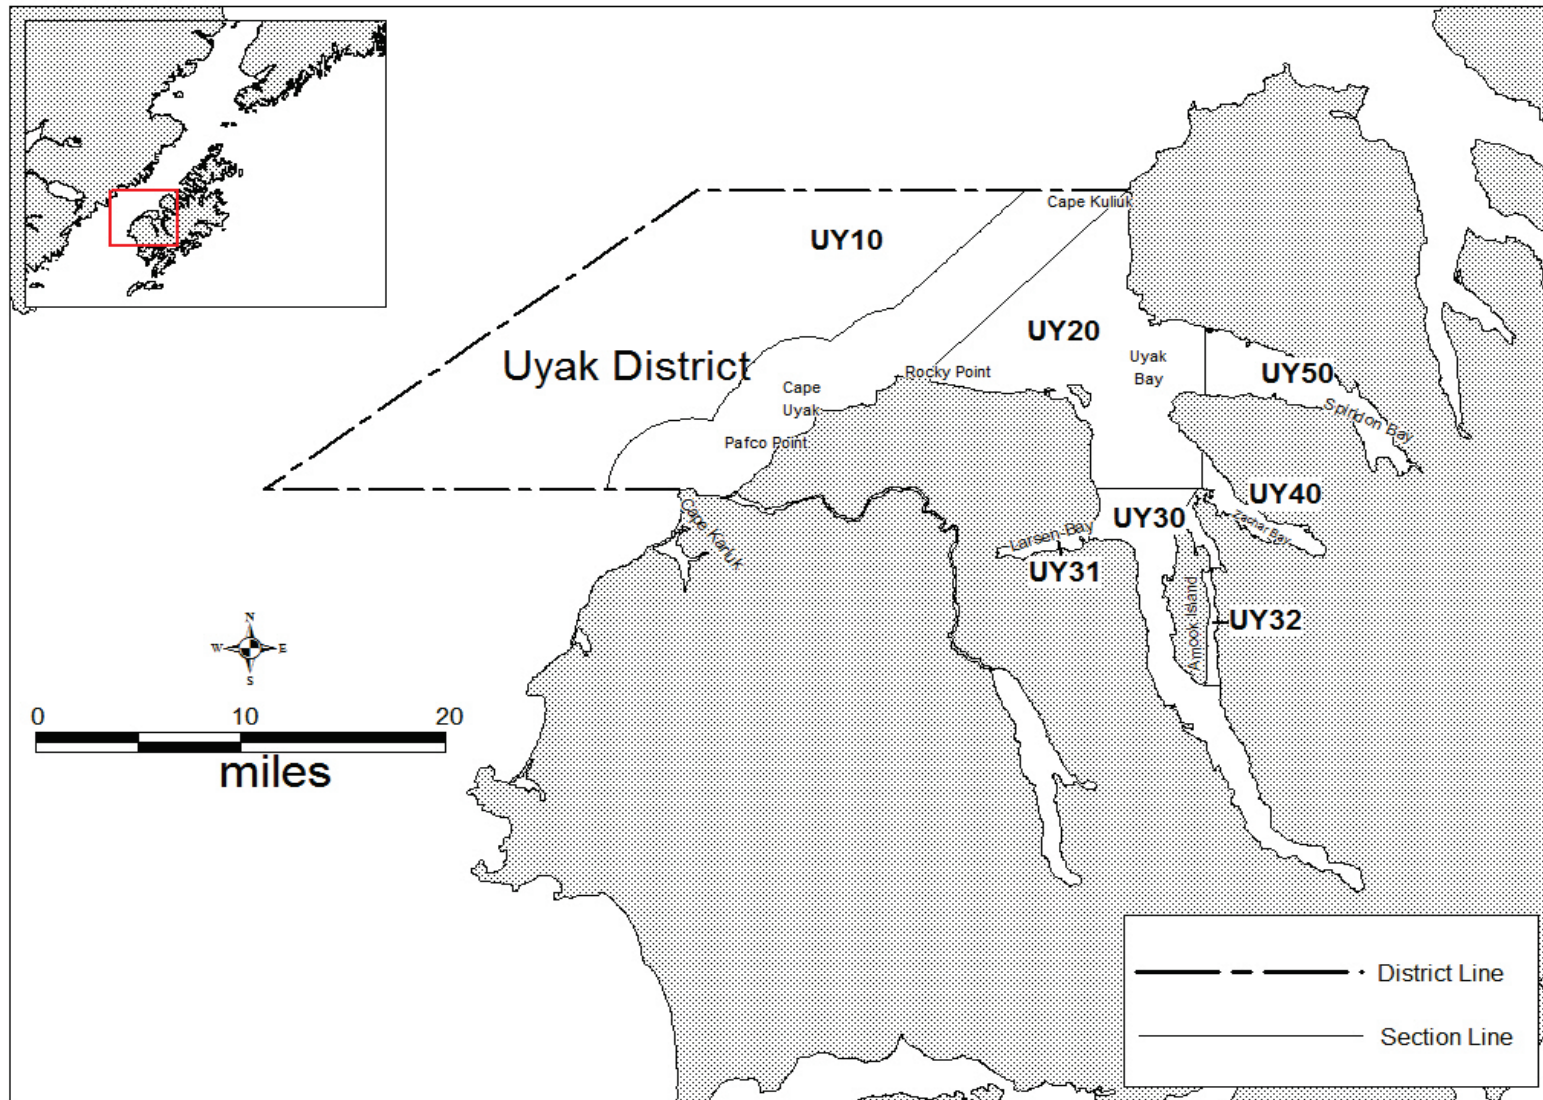 Cape Kuliuk
UY10
UY20
Uyak District
Uyak
Bay
Rocky Point
UY50
Cape
Uyak
Spiridon Bay
Pafco Point
UY40
Cape Karluk
UY30
Zachar Bay
Larsen Bay
UY31
Amook Island
UY32
N
W
E
S
0
10
20
miles
District Line
Section Line